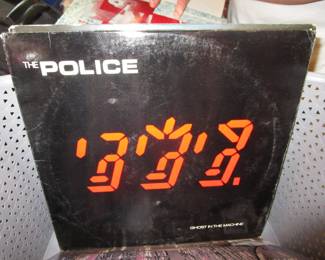 THE POLICE
GHOST IN THE MACHINE